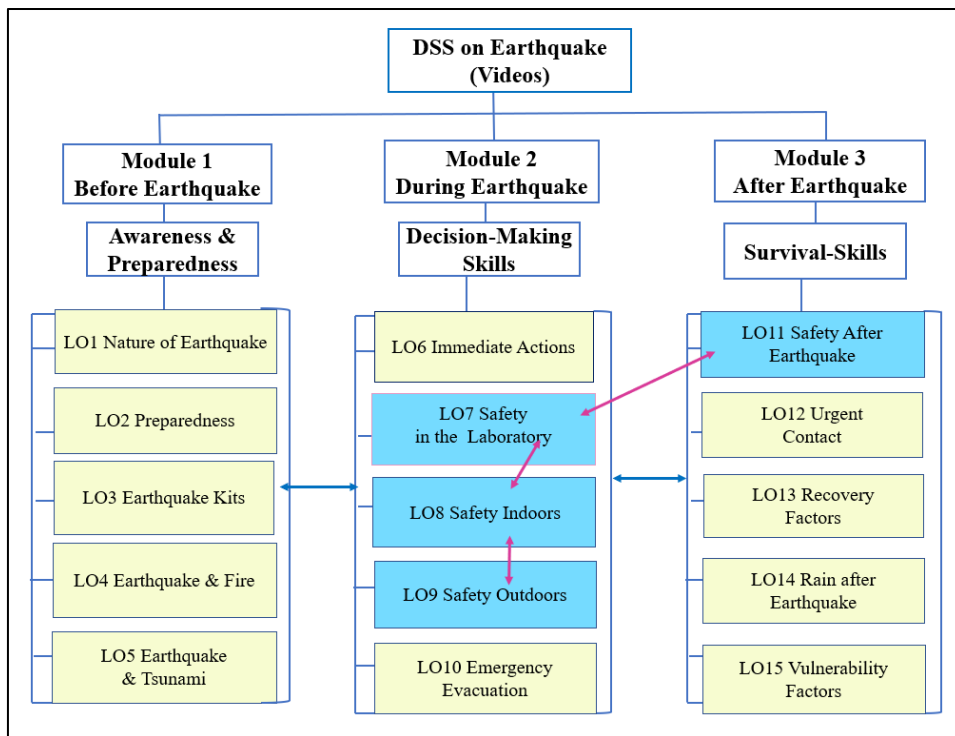 DSS on Earthquake
(Videos)
Module 1
Before Earthquake
Module 2
During Earthquake
Module 3
After Earthquake
Awareness &
Preparedness
Decision-Making
Skills
Survival-Skills
LO1 Nature of Earthquake
LO2 Preparedness
LO3 Earthquake Kits
LO4 Earthquake & Fire
LO5 Earthquake
& Tsunami
LO6 Immediate Actions
LO7 Safety
in the Laboratory
LO8 Safety Indoors
LO9 Safety Outdoors
LO10 Emergency
Evacuation
LO11 Safety After
Earthquake
LO12 Urgent
Contact
LO13 Recovery
Factors
LO14 Rain after
Earthquake
LO15 Vulnerability
Factors